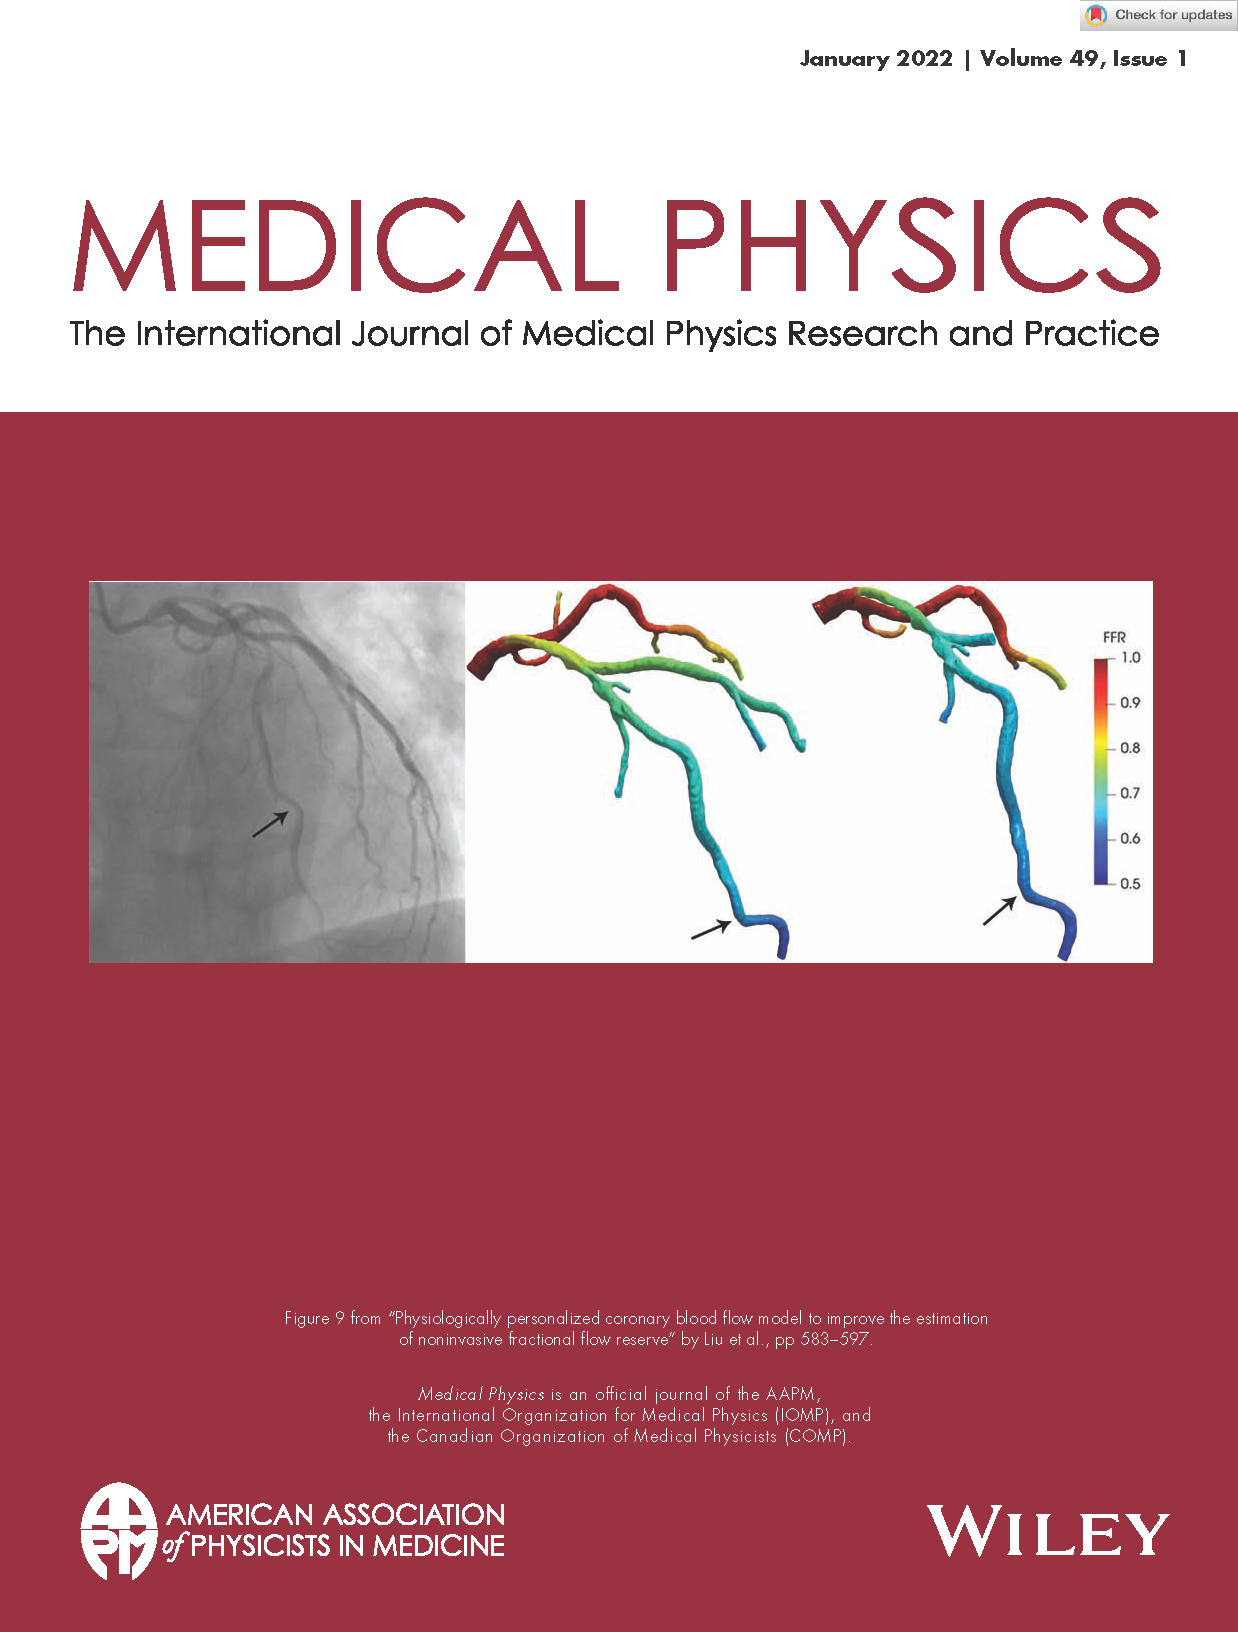 Check for updates
January 2022 | Volume 49, Issue 1
MEDICAL PHYSICS
The International Journal of Medical Physics Research and Practice
FFR
1.0
0.9
0.8
0.7
0.6
0.5
Figure 9 from “Physiologically personalized coronary blood flow model to improve the estimation
of noninvasive fractional flow reserve” by Liu et al., pp 583–597.
Medical Physics is an official journal of the AAPM,
the International Organization for Medical Physics (IOMP), and
the Canadian Organization of Medical Physicists (COMP).
AAPM
AMERICAN ASSOCIATION
of PHYSICISTS IN MEDICINE
WILEY